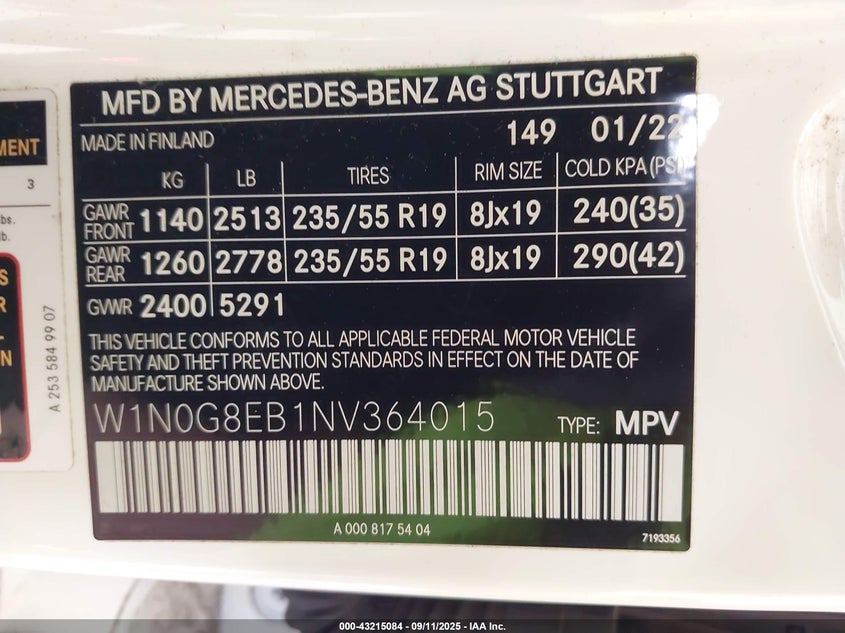 MFD BY MERCEDES-BENZ AG STUTTGART
MADE IN FINLAND 149 01/22
KG LB TIRES RIM SIZE COLD KPA (PSI)
GAWR FRONT 1140 2513 235/55 R19 8Jx19 240(35)
GAWR REAR 1260 2778 235/55 R19 8Jx19 290(42)
GVWR 2400 5291
THIS VEHICLE CONFORMS TO ALL APPLICABLE FEDERAL MOTOR VEHICLE
SAFETY AND THEFT PREVENTION STANDARDS IN EFFECT ON THE DATE OF
MANUFACTURE SHOWN ABOVE.
W1N0G8EB1NV364015 TYPE: MPV
A 000 817 54 04
7193356
MENT
3
bs.
lb.
S
R
L
N
A 253 584 99 07
000-43215084 - 09/11/2025 - IAA Inc.